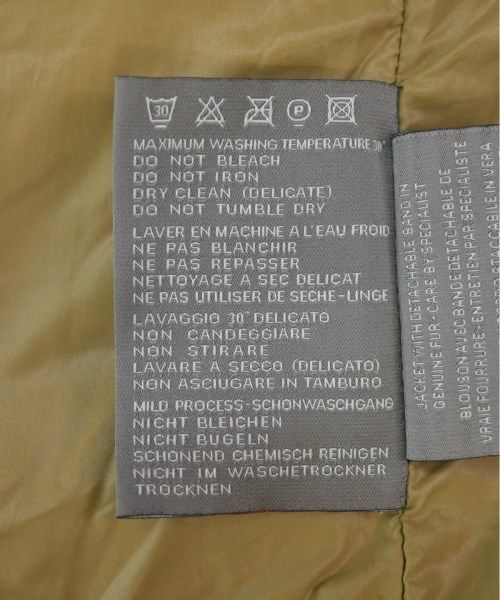 30 P
MAXIMUM WASHING TEMPERATURE 30°
DO NOT BLEACH
DO NOT IRON
DRY CLEAN (DELICATE)
DO NOT TUMBLE DRY
LAVER EN MACHINE A L'EAU FROID
NE PAS BLANCHIR
NE PAS REPASSER
NETTOYAGE A SEC DELICAT
NE PAS UTILISER DE SECHE-LINGE
LAVAGGIO 30° DELICATO
NON CANDEGGIARE
NON STIRARE
LAVARE A SECCO (DELICATO)
NON ASCIUGARE IN TAMBURO
MILD PROCESS-SCHONWASCHGANG
NICHT BLEICHEN
NICHT BUGELN
SCHONEND CHEMISCH REINIGEN
NICHT IM WASCHETROCKNER
TROCKNEN
JACKET WITH DETACHABLE BAND IN
GENUINE FUR - CARE BY SPECIALIST
BLOUSON AVEC BANDE DETACHABLE DE
VRAIE FOURRURE - ENTRETIEN PAR SPECIALISTE
STACCABILE IN VERA